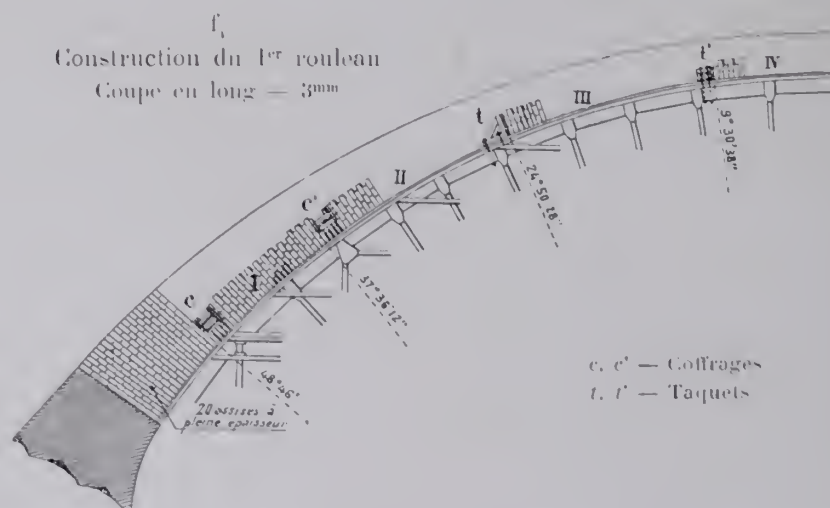 f,
Construction du 1er rouleau
Coupe en long — 3mm
t'
IV
III
t
9° 30' 38"
II
24° 50' 28"
c'
I
37° 36' 12"
c
48° 46'
20 assises à
pleine épaisseur
c, c' — Coffrages
t, t' — Taquets